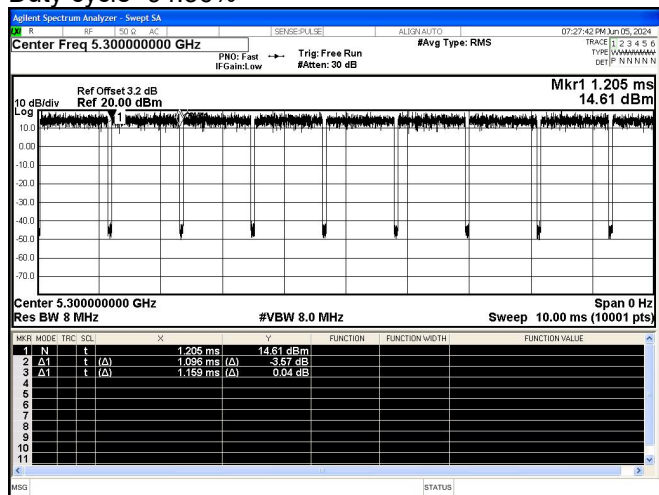 Agilent Spectrum Analyzer - Swept SA
R RF 50 Ω AC SENSE:PULSE ALIGN AUTO 07:27:42 PM Jun 05, 2024
Center Freq 5.300000000 GHz #Avg Type: RMS TRACE 1 2 3 4 5 6
PNO: Fast Trig: Free Run TYPE
IFGain:Low #Atten: 30 dB DET P N N N N N
Ref Offset 3.2 dB Mkr1 1.205 ms
10 dB/div Ref 20.00 dBm 14.61 dBm
Log
1
10.0
0.00
-10.0
-20.0
-30.0
-40.0
-50.0
-60.0
-70.0
Center 5.300000000 GHz Span 0 Hz
Res BW 8 MHz #VBW 8.0 MHz Sweep 10.00 ms (10001 pts)
MKR MODE TRC SCL X Y FUNCTION FUNCTION WIDTH FUNCTION VALUE
1 N t 1.205 ms 14.61 dBm
2 Δ1 t (Δ) 1.096 ms (Δ) -3.57 dB
3 Δ1 t (Δ) 1.159 ms (Δ) 0.04 dB
4
5
6
7
8
9
10
11
MSG STATUS